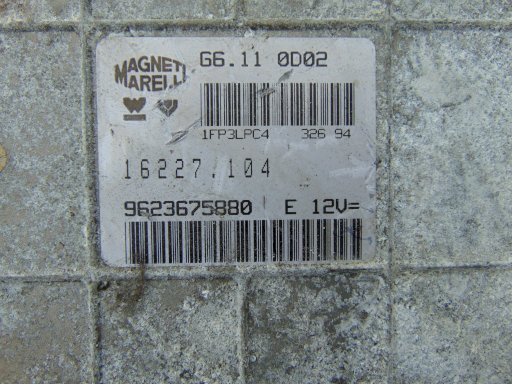 MAGNETI
MARELLI
G6.11 0D02
1FP3LPC4 326 94
16227.104
9623675880 E 12V=